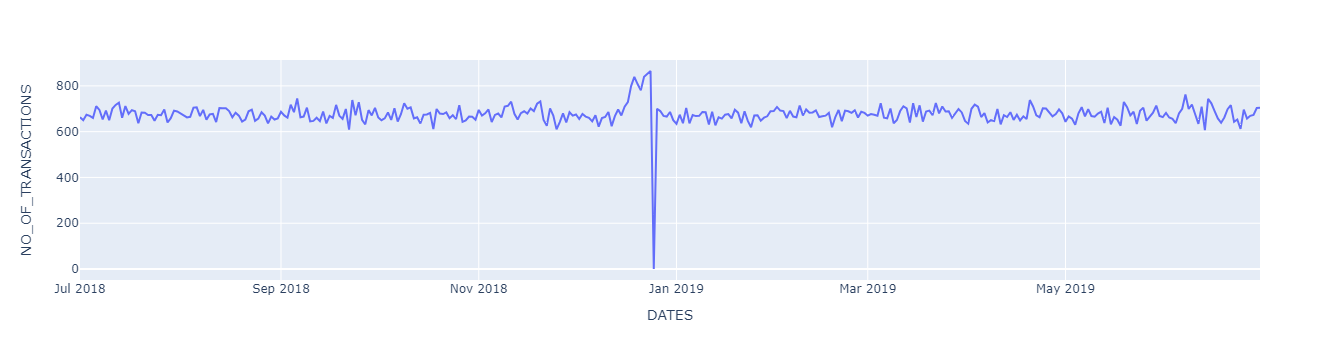 800
600
400
200
0
NO_OF_TRANSACTIONS
Jul 2018 Sep 2018 Nov 2018 Jan 2019 Mar 2019 May 2019
DATES